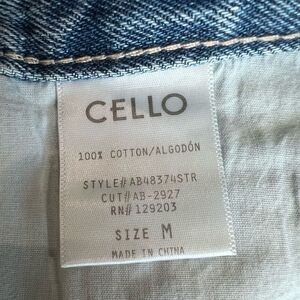 CELLO
100% COTTON/ALGODÓN
STYLE#AB48374STR
CUT#AB-2927
RN#129203
SIZE M
MADE IN CHINA